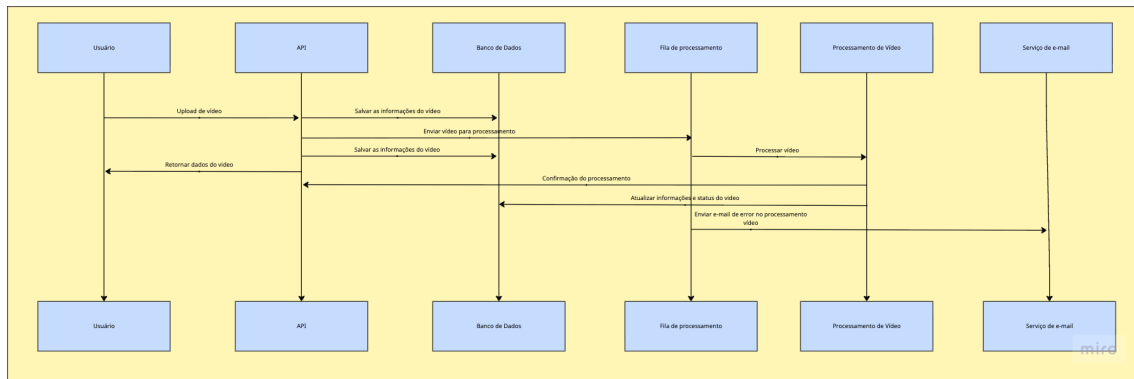 Usuário
API
Banco de Dados
Fila de processamento
Processamento de Vídeo
Serviço de e-mail
Upload de vídeo
Salvar as informações do vídeo
Enviar vídeo para processamento
Salvar as informações do vídeo
Processar vídeo
Retornar dados do video
Confirmação do processamento
Atualizar informações e status do video
Enviar e-mail de error no processamento
vídeo
Usuário
API
Banco de Dados
Fila de processamento
Processamento de Vídeo
Serviço de e-mail
miro